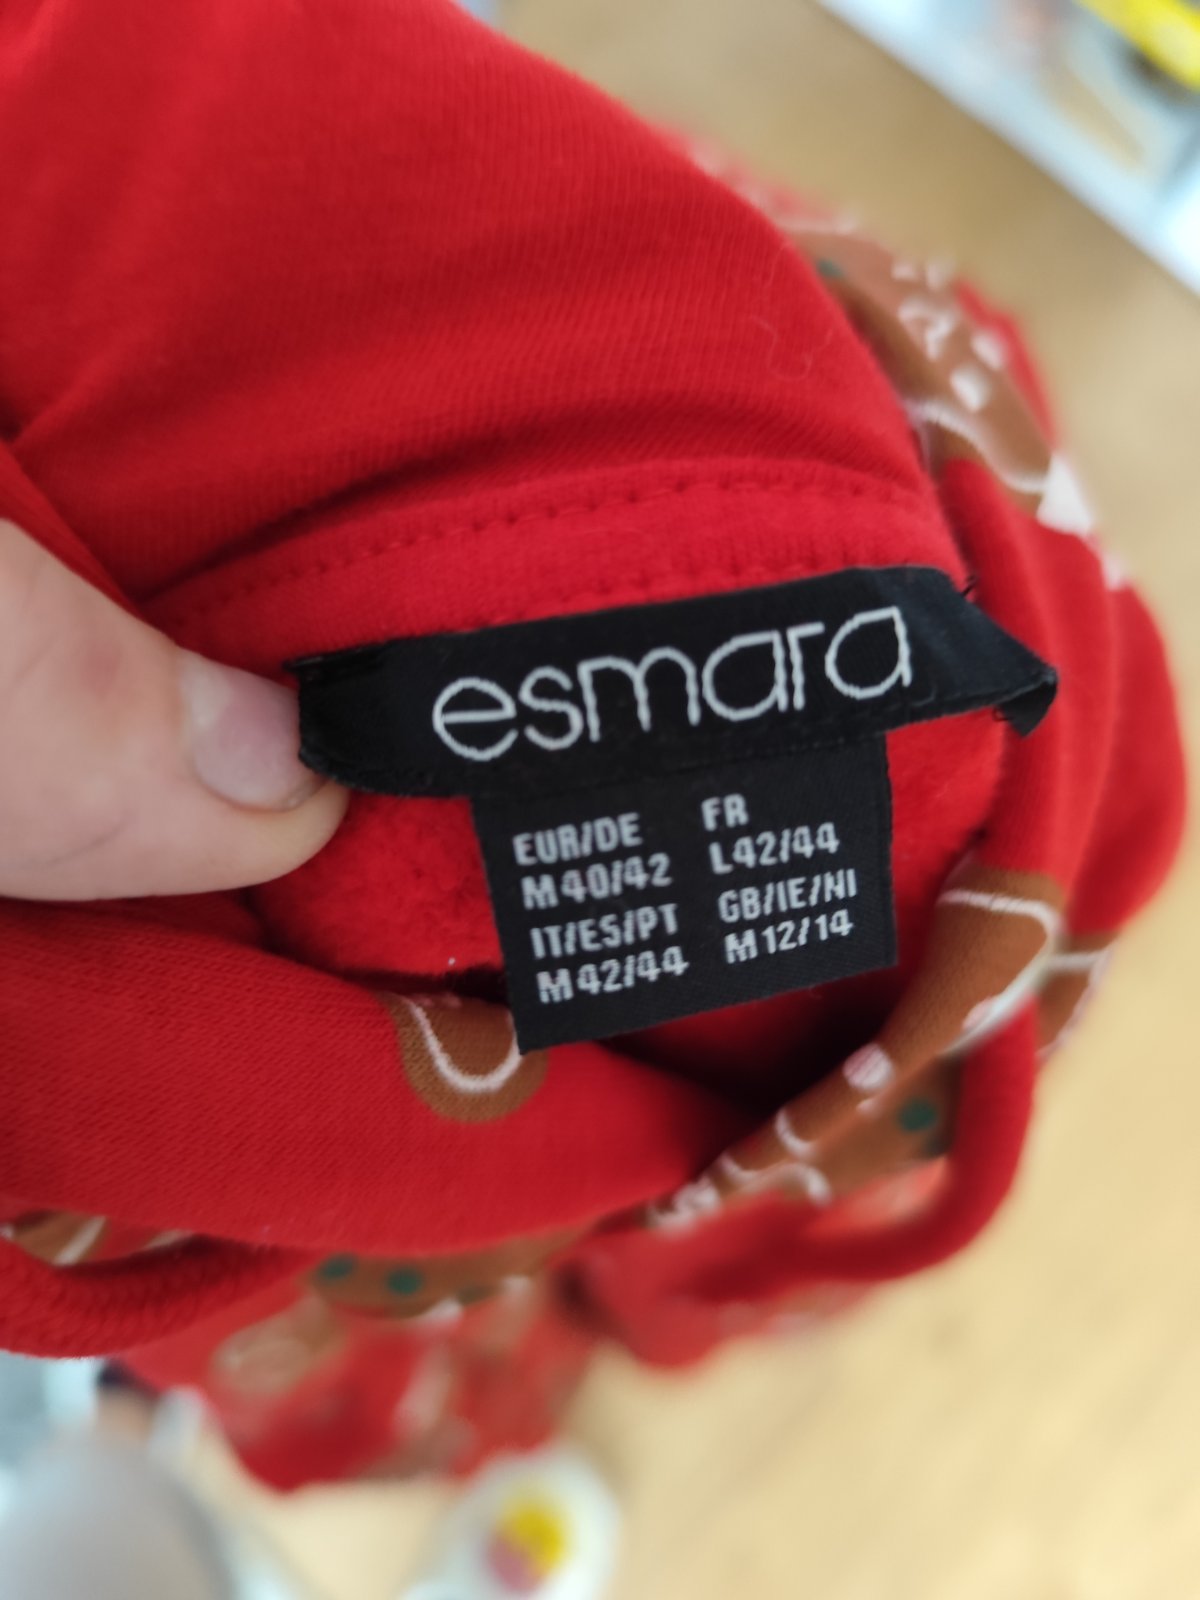 esmara
EUR/DE
M 40/42
FR
L 42/44
IT/ES/PT
M 42/44
GB/IE/NI
M 12/14